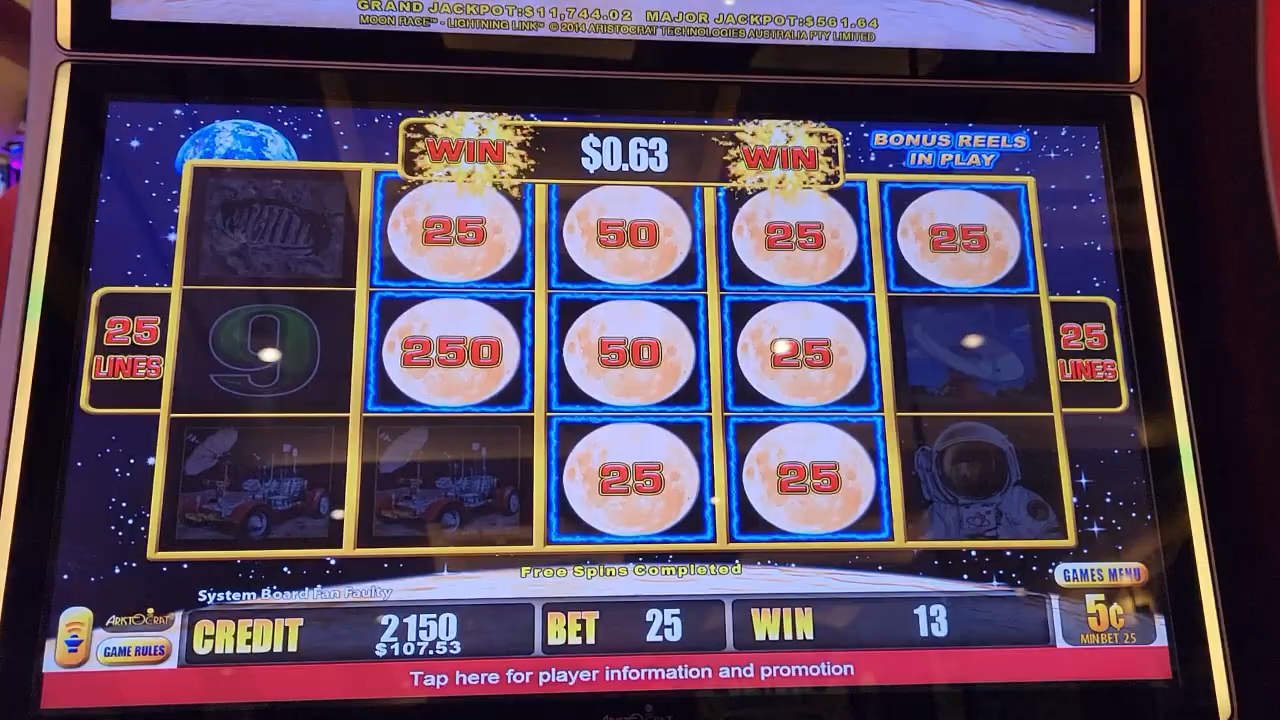 GRAND JACKPOT:$11,744.02 MAJOR JACKPOT:$561.64
MOON RACE™ - LIGHTNING LINK™ © 2014 ARISTOCRAT TECHNOLOGIES AUSTRALIA PTY LIMITED
WIN $0.63 WIN
BONUS REELS
IN PLAY
25 50 25 25
25
LINES
9 250 50 25
25
LINES
25 25
Free Spins Completed
System Board Fan Faulty
GAMES MENU
ARISTOCRAT
GAME RULES
CREDIT 2150
$107.53
BET 25
WIN 13
5¢
MIN BET 25
Tap here for player information and promotion
ARISTOCRAT